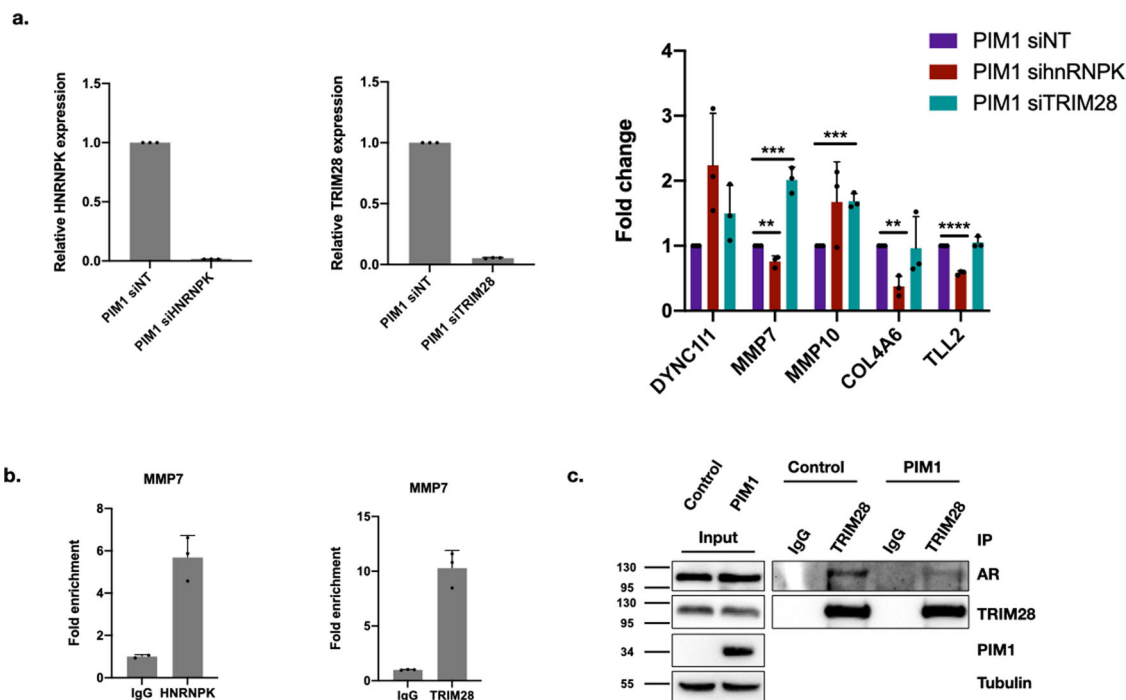 a.
Relative HNRNPK expression
1.5
1.0
0.5
0.0
PIM1 siNT
PIM1 siHNRNPK
Relative TRIM28 expression
1.5
1.0
0.5
0.0
PIM1 siNT
PIM1 siTRIM28
PIM1 siNT
PIM1 sihnRNPK
PIM1 siTRIM28
Fold change
4
3
2
1
0
**
***
***
**
****
DYNC1I1
MMP7
MMP10
COL4A6
TLL2
b.
MMP7
Fold enrichment
8
6
4
2
0
IgG HNRNPK
MMP7
Fold enrichment
15
10
5
0
IgG TRIM28
c.
Control
PIM1
Input
Control
PIM1
IgG
TRIM28
IgG
TRIM28
IP
130
95
AR
130
95
TRIM28
34
PIM1
55
Tubulin